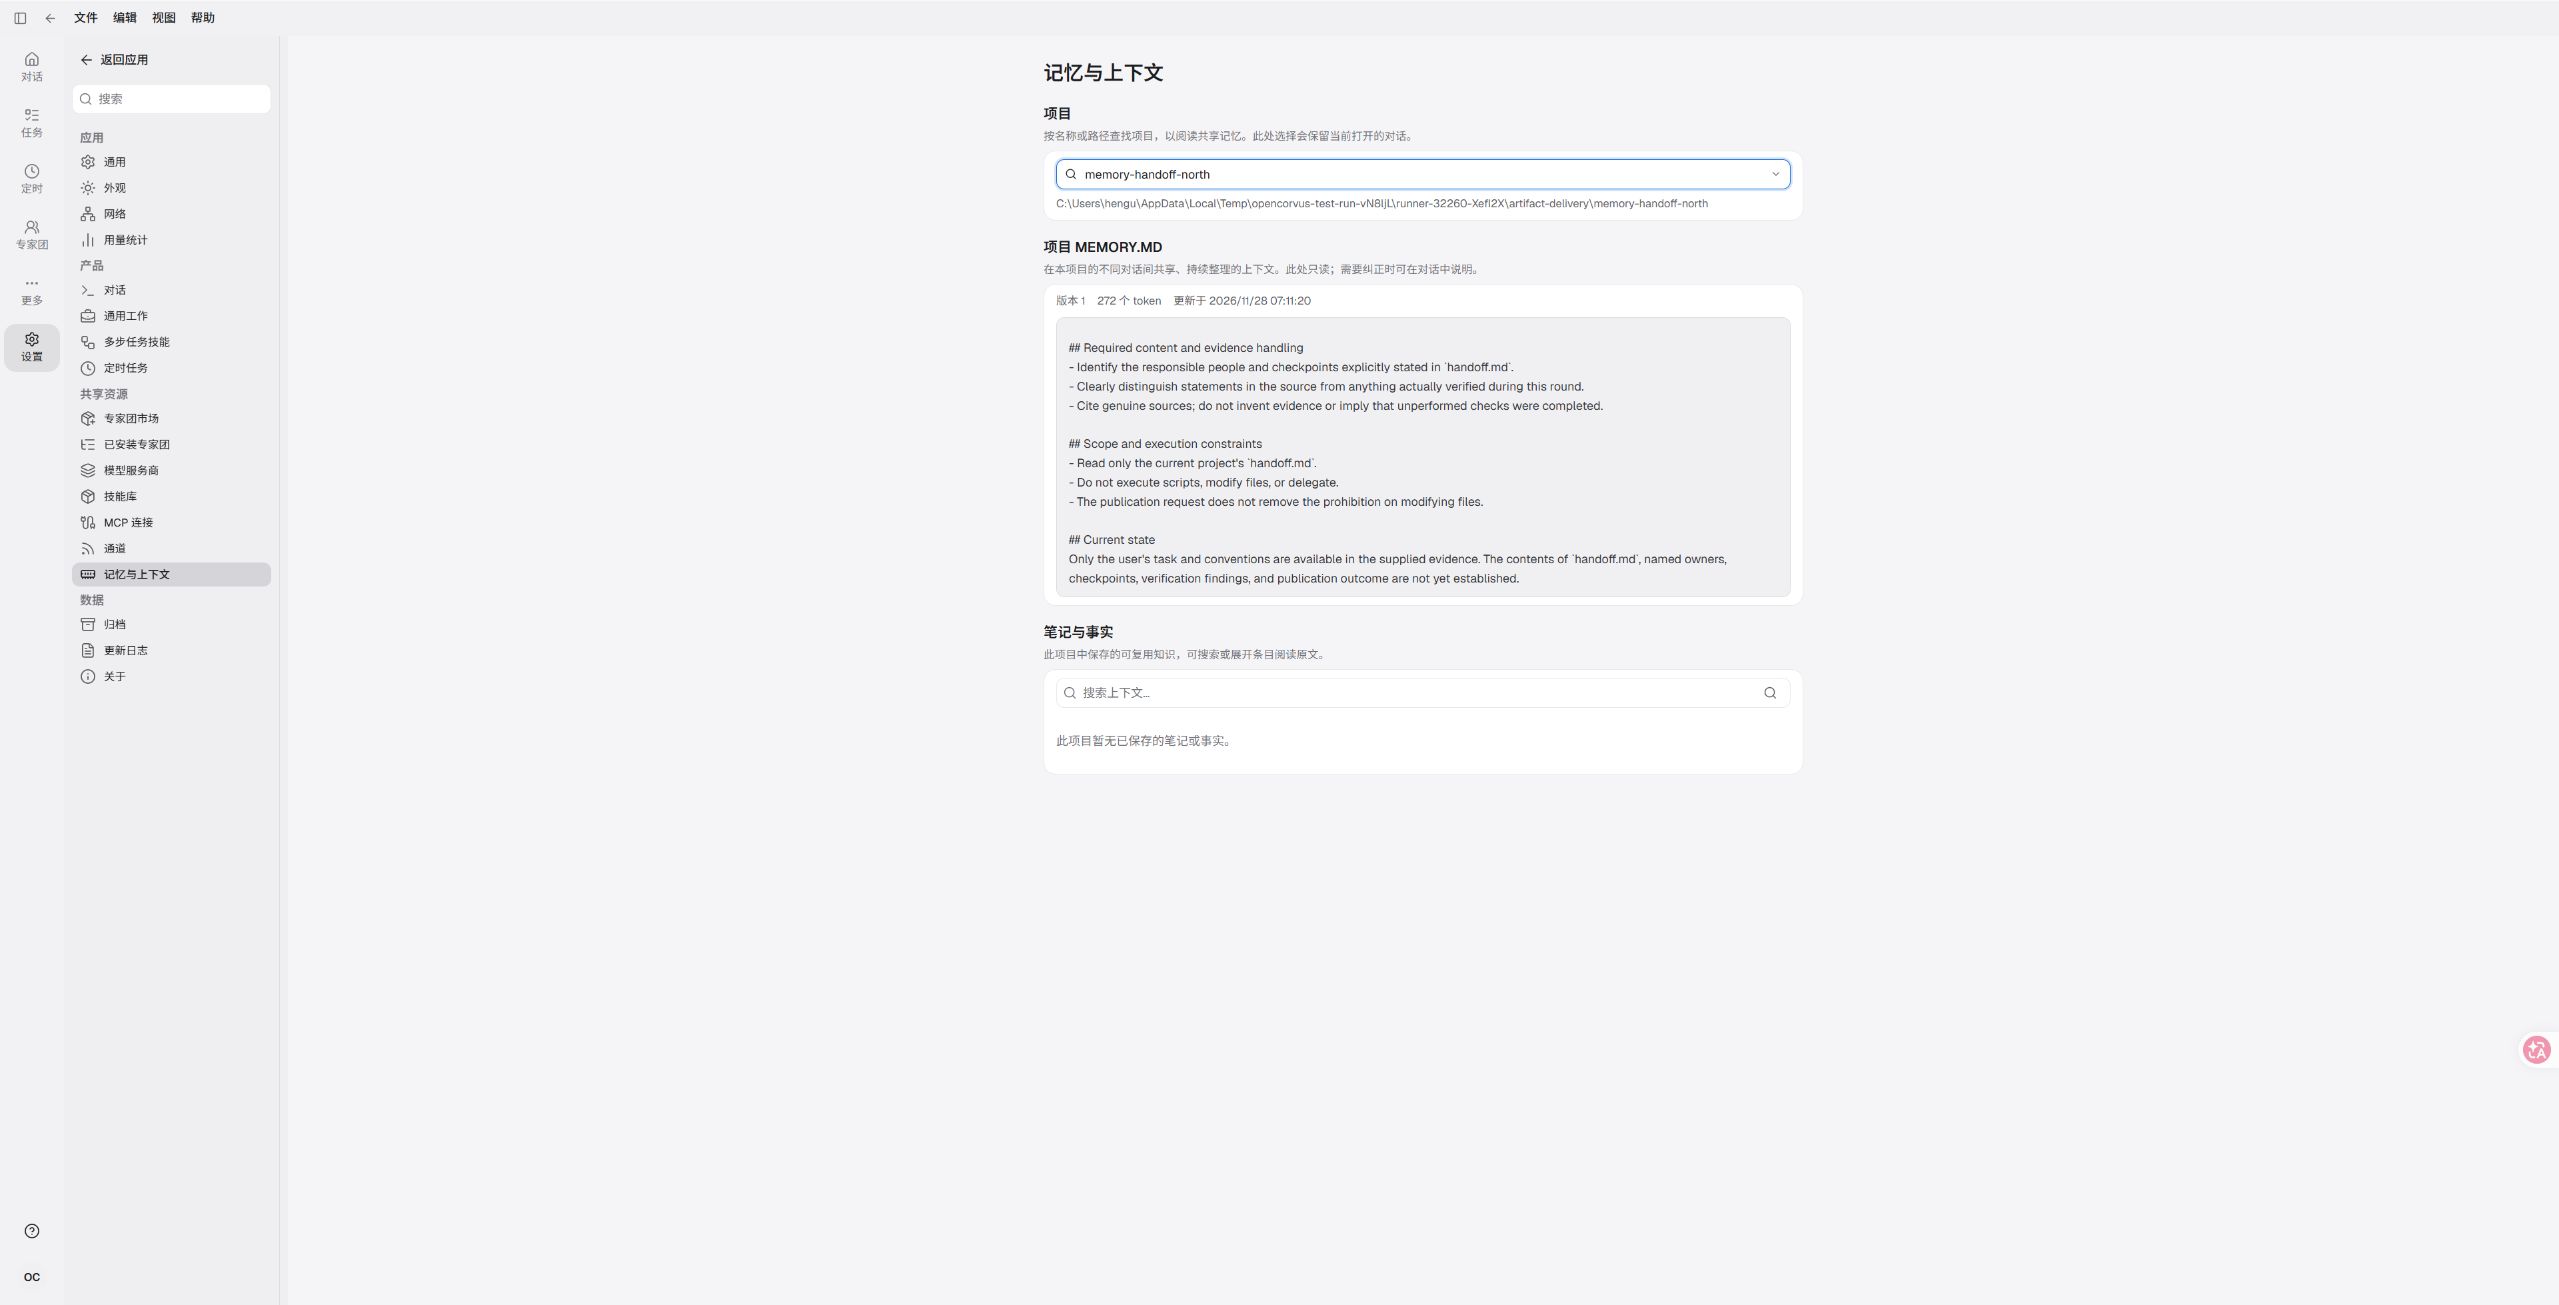 文件 编辑 视图 帮助
对话
任务
定时
专家团
更多
设置
OC
返回应用
搜索
应用
通用
外观
网络
用量统计
产品
对话
通用工作
多步任务技能
定时任务
共享资源
专家团市场
已安装专家团
模型服务商
技能库
MCP 连接
通道
记忆与上下文
数据
归档
更新日志
关于
记忆与上下文
项目
按名称或路径查找项目，以阅读共享记忆。此处选择会保留当前打开的对话。
memory-handoff-north
C:\Users\hengu\AppData\Local\Temp\opencorvus-test-run-vN8IjL\runner-32260-XefI2X\artifact-delivery\memory-handoff-north
项目 MEMORY.MD
在本项目的不同对话间共享、持续整理的上下文。此处只读；需要纠正时可在对话中说明。
版本 1 272 个 token 更新于 2026/11/28 07:11:20
## Required content and evidence handling
- Identify the responsible people and checkpoints explicitly stated in `handoff.md`.
- Clearly distinguish statements in the source from anything actually verified during this round.
- Cite genuine sources; do not invent evidence or imply that unperformed checks were completed.
## Scope and execution constraints
- Read only the current project's `handoff.md`.
- Do not execute scripts, modify files, or delegate.
- The publication request does not remove the prohibition on modifying files.
## Current state
Only the user's task and conventions are available in the supplied evidence. The contents of `handoff.md`, named owners,
checkpoints, verification findings, and publication outcome are not yet established.
笔记与事实
此项目中保存的可复用知识，可搜索或展开条目阅读原文。
搜索上下文...
此项目暂无已保存的笔记或事实。